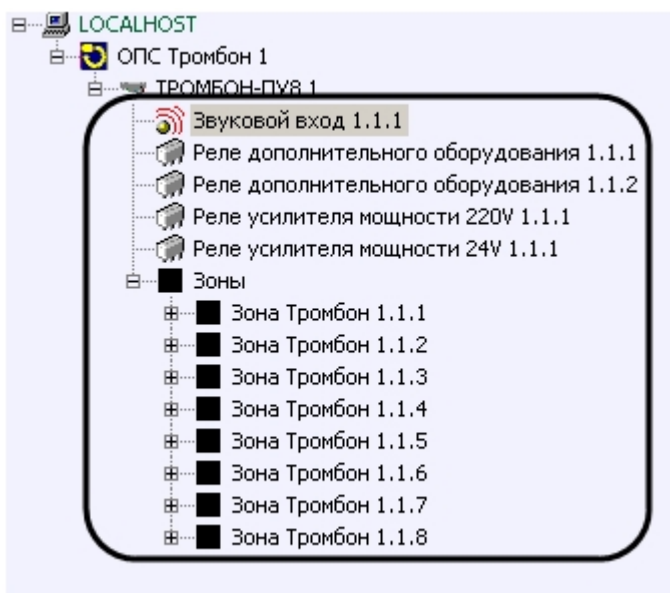 LOCALHOST
ОПС Тромбон 1
ТРОМБОН-ПУ8 1
Звуковой вход 1.1.1
Реле дополнительного оборудования 1.1.1
Реле дополнительного оборудования 1.1.2
Реле усилителя мощности 220V 1.1.1
Реле усилителя мощности 24V 1.1.1
Зоны
Зона Тромбон 1.1.1
Зона Тромбон 1.1.2
Зона Тромбон 1.1.3
Зона Тромбон 1.1.4
Зона Тромбон 1.1.5
Зона Тромбон 1.1.6
Зона Тромбон 1.1.7
Зона Тромбон 1.1.8